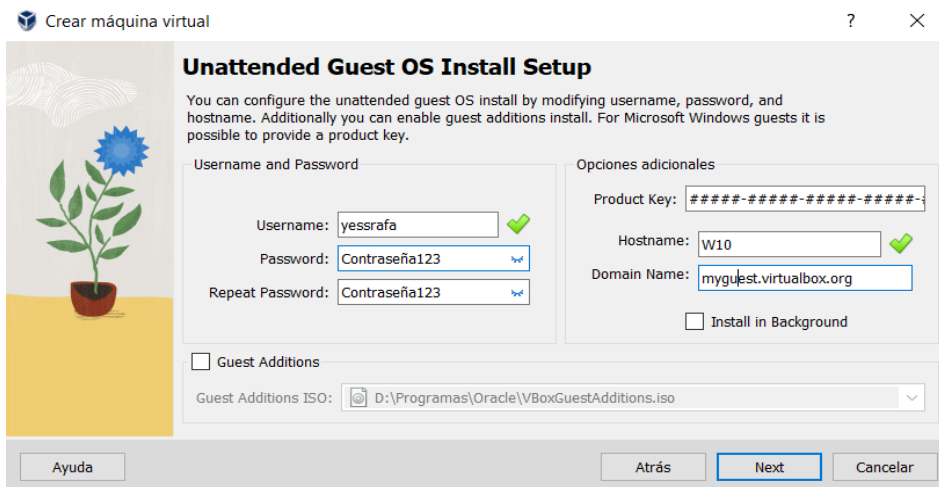 Crear máquina virtual
Unattended Guest OS Install Setup
You can configure the unattended guest OS install by modifying username, password, and
hostname. Additionally you can enable guest additions install. For Microsoft Windows guests it is
possible to provide a product key.
Username and Password
Username: yessrafa
Password: Contraseña123
Repeat Password: Contraseña123
Opciones adicionales
Product Key: #####-#####-#####-#####-#
Hostname: W10
Domain Name: myguest.virtualbox.org
Install in Background
Guest Additions
Guest Additions ISO: D:\Programas\Oracle\VBoxGuestAdditions.iso
Ayuda
Atrás
Next
Cancelar